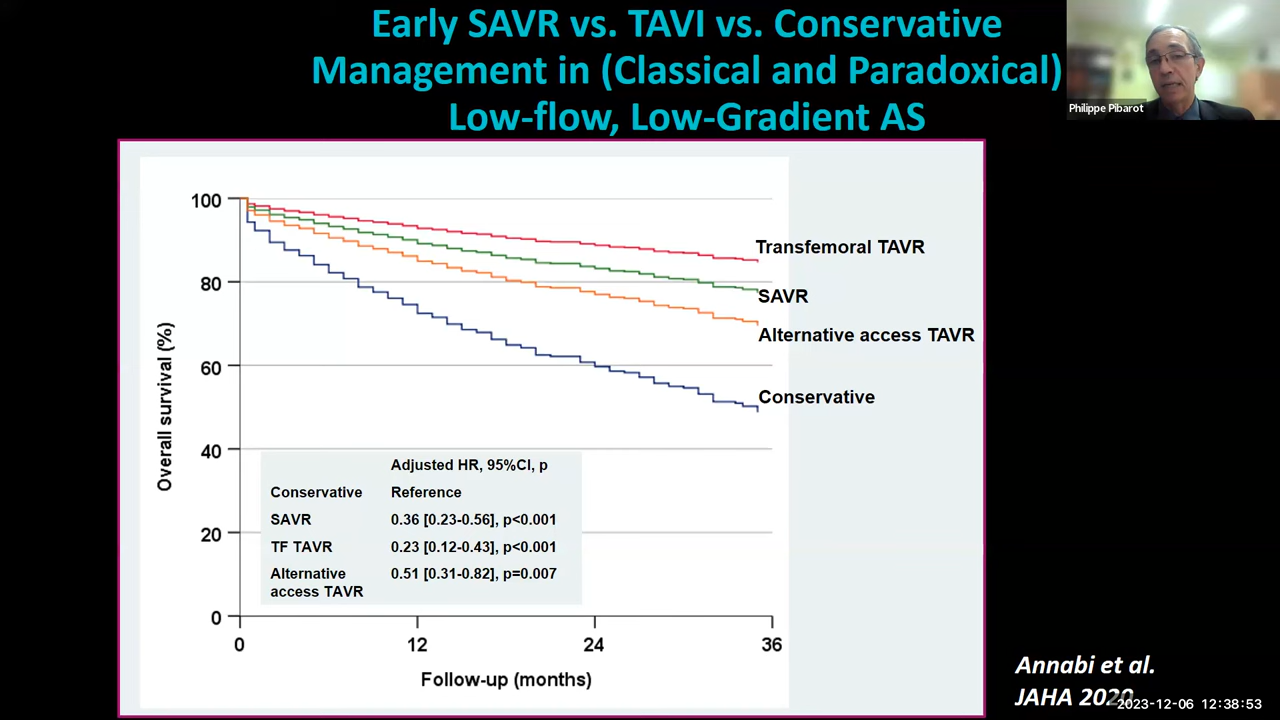 Early SAVR vs. TAVI vs. Conservative
Management in (Classical and Paradoxical)
Low-flow, Low-Gradient AS
Philippe Pibarot
Overall survival (%)
100
80
60
40
20
0
Transfemoral TAVR
SAVR
Alternative access TAVR
Conservative
Adjusted HR, 95%CI, p
Conservative Reference
SAVR 0.36 [0.23-0.56], p<0.001
TF TAVR 0.23 [0.12-0.43], p<0.001
Alternative 0.51 [0.31-0.82], p=0.007
access TAVR
0 12 24 36
Follow-up (months)
Annabi et al.
JAHA 2020
2023-12-06 12:38:53